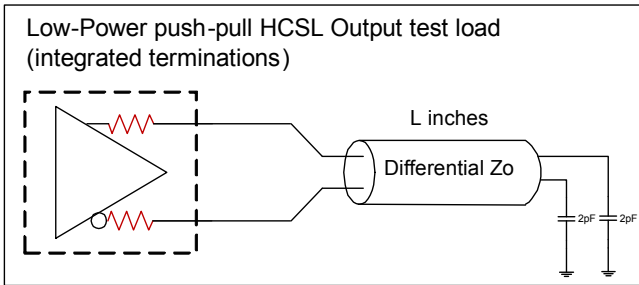 Low-Power push-pull HCSL Output test load
(integrated terminations)
L inches
Differential Zo
2pF
2pF